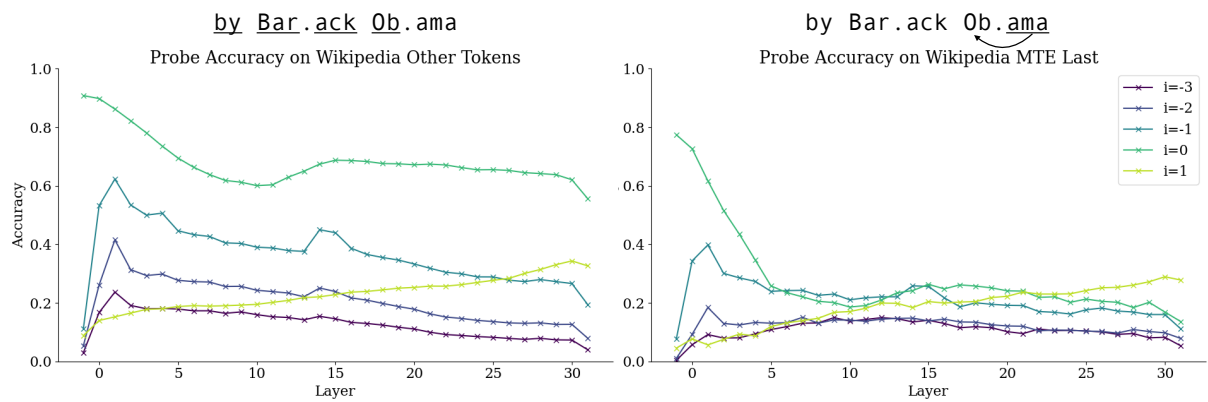 by Bar.ack Ob.ama
Probe Accuracy on Wikipedia Other Tokens
1.0
0.8
0.6
0.4
0.2
0.0
Accuracy
0 5 10 15 20 25 30
Layer
by Bar.ack Ob.ama
Probe Accuracy on Wikipedia MTE Last
1.0
0.8
0.6
0.4
0.2
0.0
i=-3
i=-2
i=-1
i=0
i=1
0 5 10 15 20 25 30
Layer